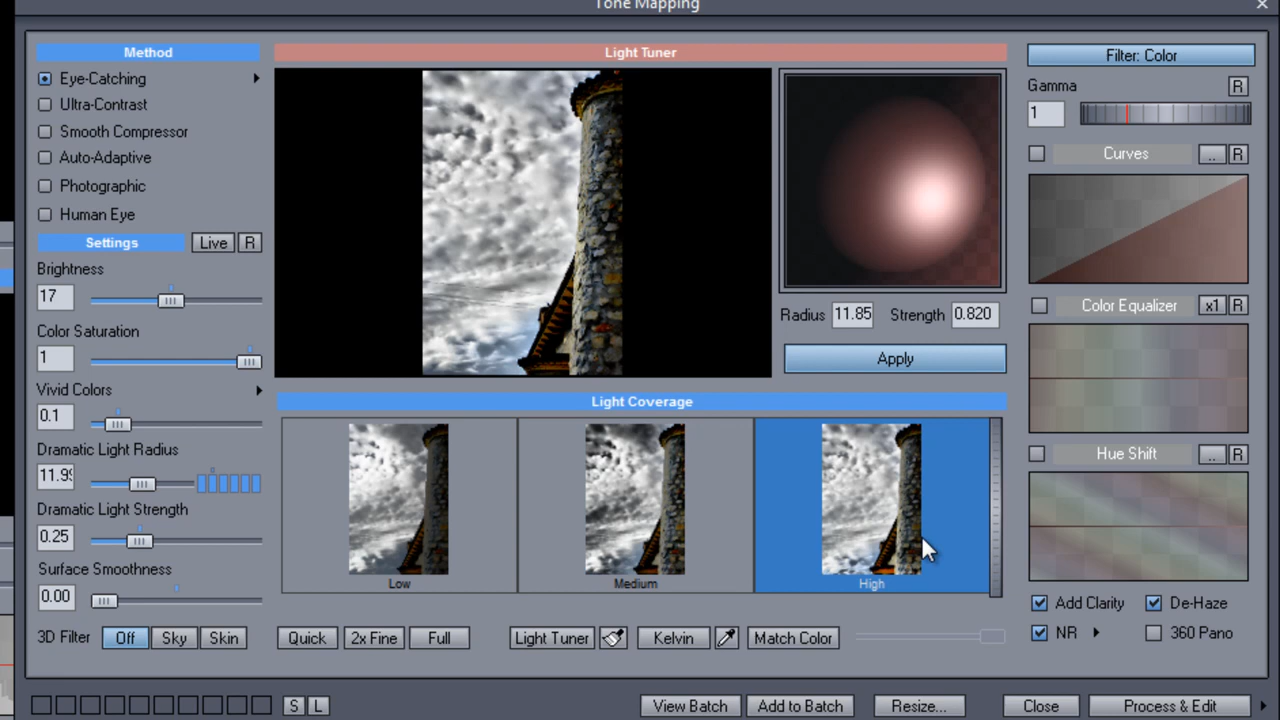 Tone Mapping
Method
Eye-Catching
Ultra-Contrast
Smooth Compressor
Auto-Adaptive
Photographic
Human Eye
Settings
Live
R
Brightness
17
Color Saturation
1
Vivid Colors
0.1
Dramatic Light Radius
11.9
Dramatic Light Strength
0.25
Surface Smoothness
0.00
3D Filter
Off
Sky
Skin
Light Tuner
Radius
11.85
Strength
0.820
Apply
Light Coverage
Low
Medium
High
Quick
2x Fine
Full
Light Tuner
Kelvin
Match Color
Filter: Color
Gamma
R
1
Curves
..
R
Color Equalizer
x1
R
Hue Shift
..
R
Add Clarity
De-Haze
NR
360 Pano
S
L
View Batch
Add to Batch
Resize...
Close
Process & Edit